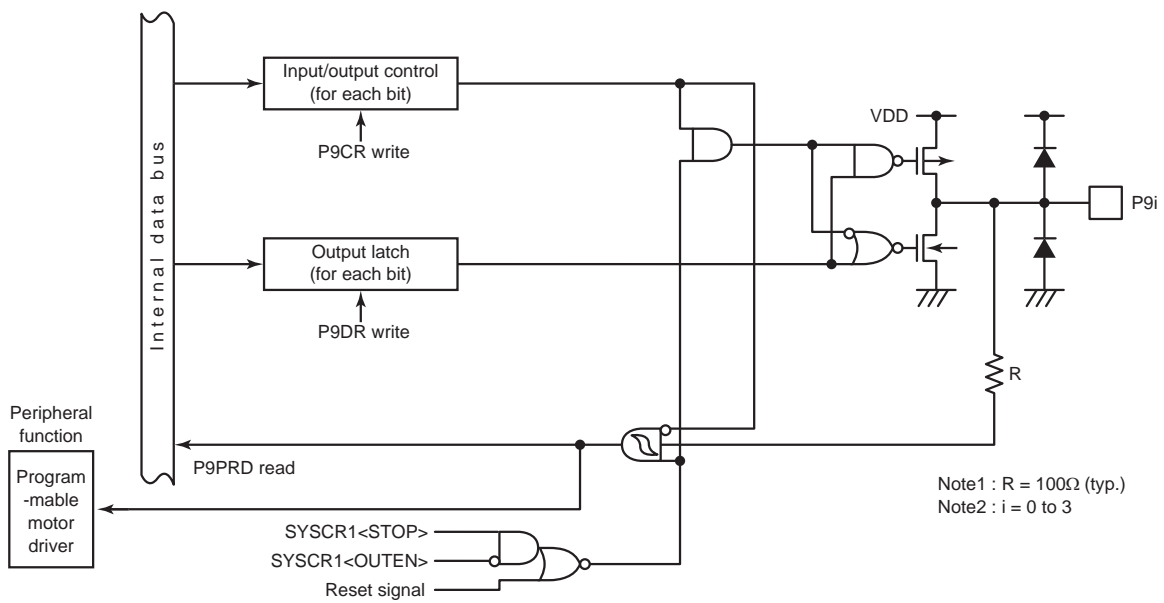 Input/output control
(for each bit)
P9CR write
VDD
P9i
Internal data bus
Output latch
(for each bit)
P9DR write
R
Peripheral
function
P9PRD read
Program
-mable
motor
driver
Note1 : R = 100Ω (typ.)
Note2 : i = 0 to 3
SYSCR1<STOP>
SYSCR1<OUTEN>
Reset signal